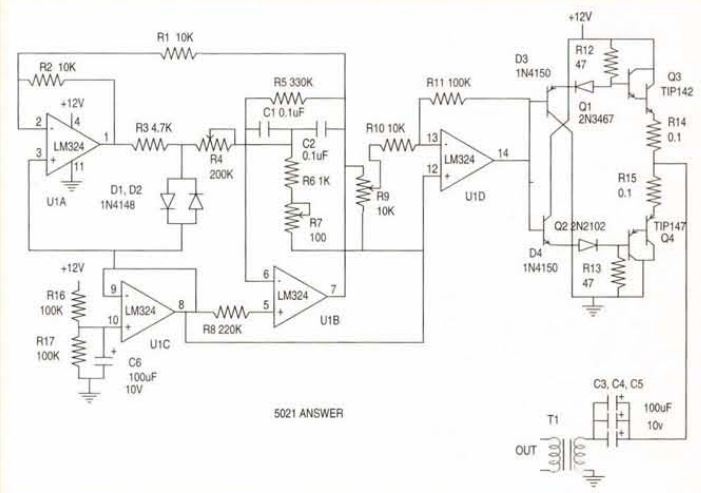 R1 10K
R2 10K
+12V
4
2
LM324
1
3
11
U1A
R3 4.7K
D1, D2
1N4148
R4
200K
R5 330K
C1 0.1uF
C2
0.1uF
R6 1K
R7
100
R9
10K
R10 10K
R11 100K
13
LM324
14
12
U1D
+12V
R12
47
D3
1N4150
Q1
2N3467
Q3
TIP142
R14
0.1
R15
0.1
Q2 2N2102
TIP147
Q4
D4
1N4150
R13
47
+12V
R16
100K
R17
100K
9
LM324
8
10
U1C
C6
100uF
10V
R8 220K
6
LM324
7
5
U1B
5021 ANSWER
C3, C4, C5
100uF
10v
T1
OUT